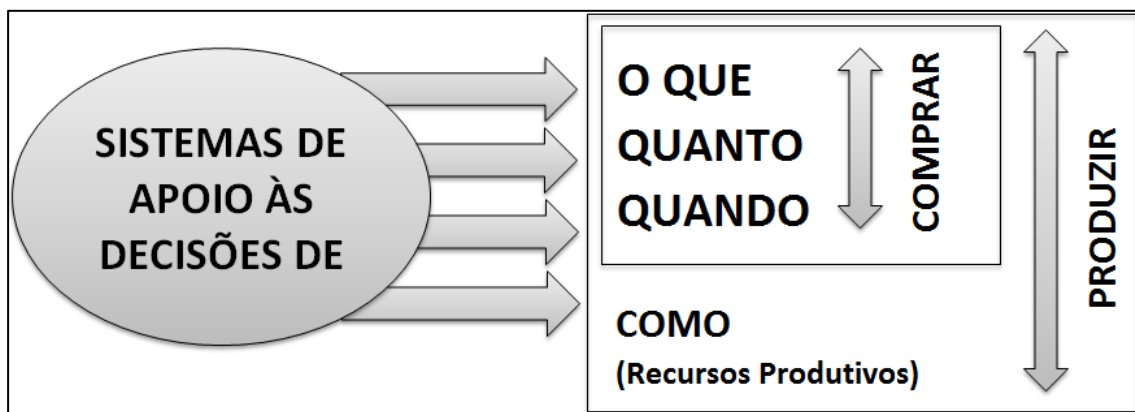 SISTEMAS DE
APOIO ÀS
DECISÕES DE
O QUE
QUANTO
QUANDO
COMPRAR
COMO
(Recursos Produtivos)
PRODUZIR